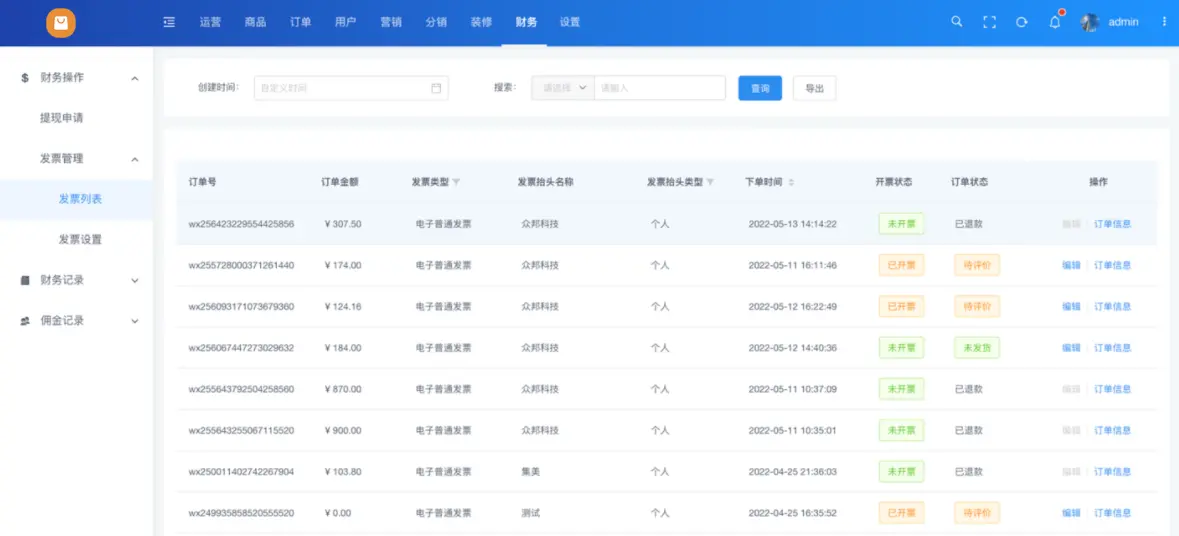 运营 商品 订单 用户 营销 分销 装修 财务 设置 admin
财务操作
提现申请
发票管理
发票列表
发票设置
财务记录
佣金记录
创建时间: 自定义时间 搜索: 请选择 请输入 查询 导出
订单号 订单金额 发票类型 发票抬头名称 发票抬头类型 下单时间 开票状态 订单状态 操作
wx256423229554425856 ¥ 307.50 电子普通发票 众邦科技 个人 2022-05-13 14:14:22 未开票 已退款 编辑 订单信息
wx255728000371261440 ¥ 174.00 电子普通发票 众邦科技 个人 2022-05-11 16:11:46 已开票 待评价 编辑 订单信息
wx256093171073679360 ¥ 124.16 电子普通发票 众邦科技 个人 2022-05-12 16:22:49 已开票 待评价 编辑 订单信息
wx256067447273029632 ¥ 184.00 电子普通发票 众邦科技 个人 2022-05-12 14:40:36 未开票 未发货 编辑 订单信息
wx255643792504258560 ¥ 870.00 电子普通发票 众邦科技 个人 2022-05-11 10:37:09 未开票 已退款 编辑 订单信息
wx255643255067115520 ¥ 900.00 电子普通发票 众邦科技 个人 2022-05-11 10:35:01 未开票 已退款 编辑 订单信息
wx250011402742267904 ¥ 103.80 电子普通发票 集美 个人 2022-04-25 21:36:03 未开票 已退款 编辑 订单信息
wx249935858520555520 ¥ 0.00 电子普通发票 测试 个人 2022-04-25 16:35:52 已开票 待评价 编辑 订单信息